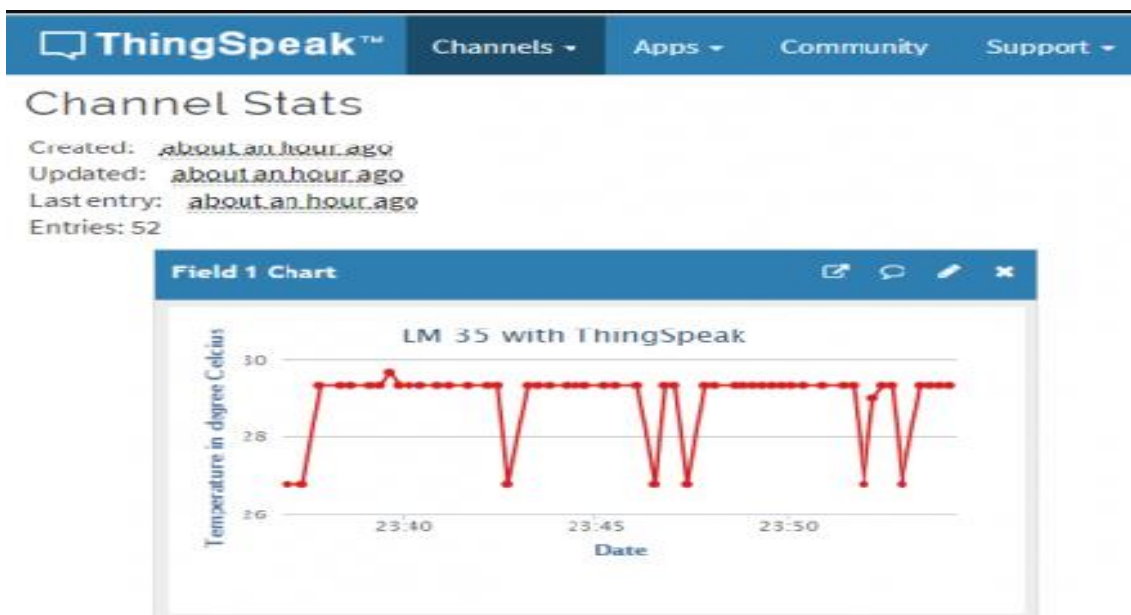 ThingSpeak™ Channels Apps Community Support
Channel Stats
Created: about an hour ago
Updated: about an hour ago
Last entry: about an hour ago
Entries: 52
Field 1 Chart
LM 35 with ThingSpeak
Temperature in degree Celcius
30
28
26
23:40 23:45 23:50
Date